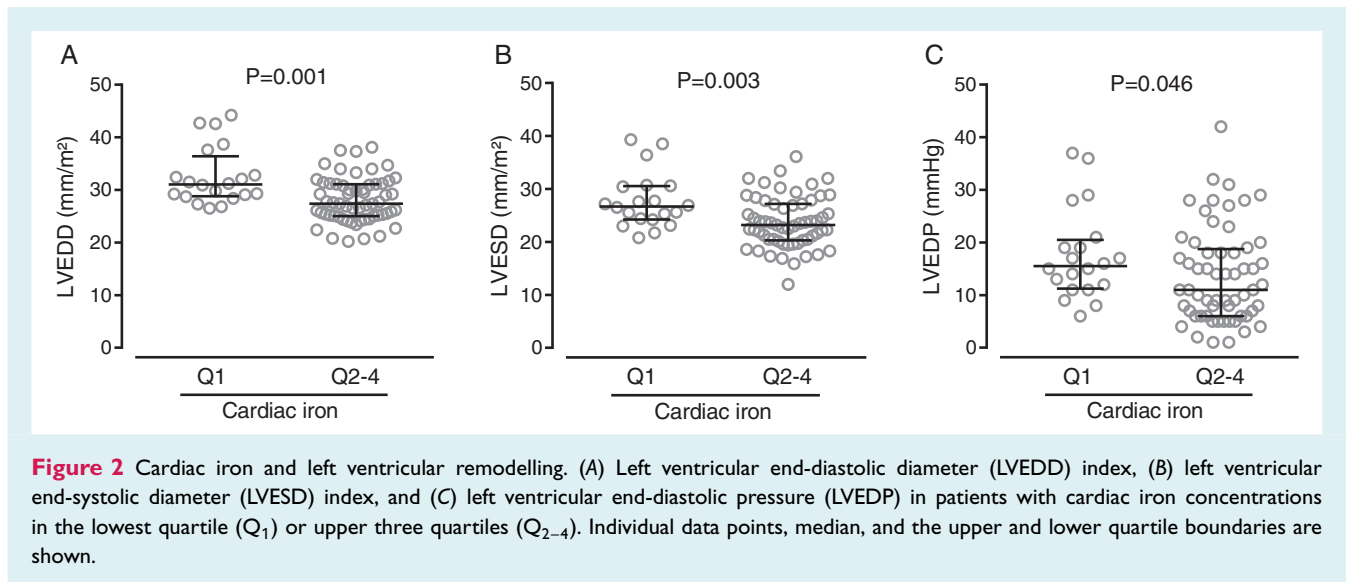 A
P=0.001
50
40
30
20
10
0
LVEDD (mm/m²)
Q1
Q2-4
Cardiac iron
B
P=0.003
50
40
30
20
10
0
LVESD (mm/m²)
Q1
Q2-4
Cardiac iron
C
P=0.046
50
40
30
20
10
0
LVEDP (mmHg)
Q1
Q2-4
Cardiac iron
Figure 2 Cardiac iron and left ventricular remodelling. (A) Left ventricular end-diastolic diameter (LVEDD) index, (B) left ventricular
end-systolic diameter (LVESD) index, and (C) left ventricular end-diastolic pressure (LVEDP) in patients with cardiac iron concentrations
in the lowest quartile (Q₁) or upper three quartiles (Q₂₋₄). Individual data points, median, and the upper and lower quartile boundaries are
shown.